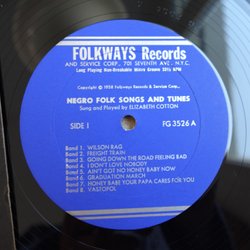 FOLKWAYS Records
AND SERVICE CORP., 701 SEVENTH AVE., N.Y.C.
Long Playing Non-Breakable Micro Groove 33⅓ RPM
Copyright © 1958 Folkways Records & Service Corp.
NEGRO FOLK SONGS AND TUNES
Sung and Played by ELIZABETH COTTON
SIDE I
FG 3526 A
Band 1. WILSON RAG
Band 2. FREIGHT TRAIN
Band 3. GOING DOWN THE ROAD FEELING BAD
Band 4. I DON'T LOVE NOBODY
Band 5. AIN'T GOT NO HONEY BABY NOW
Band 6. GRADUATION MARCH
Band 7. HONEY BABE YOUR PAPA CARES FOR YOU
Band 8. VASTOPOL